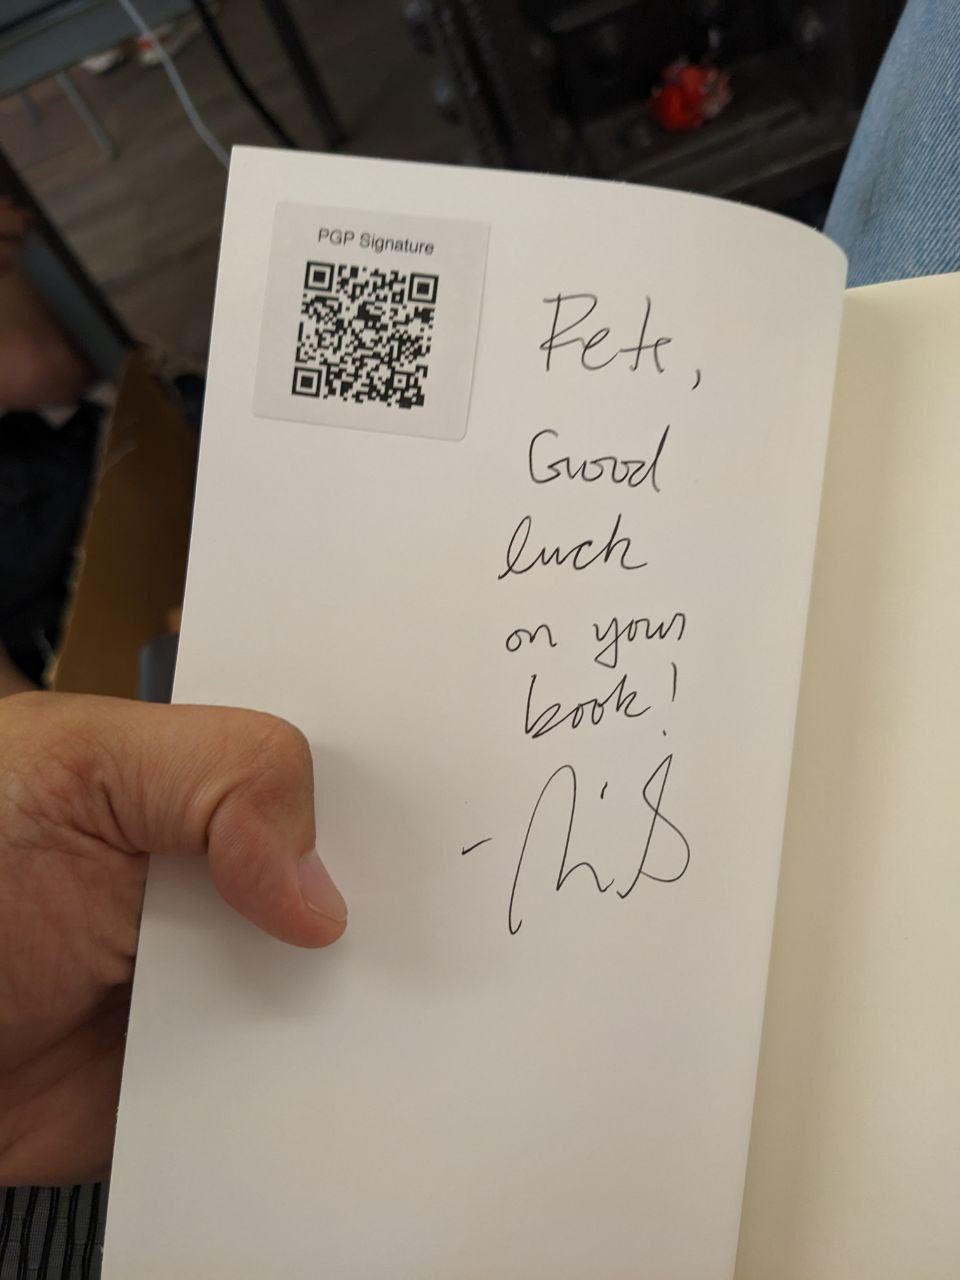 PGP Signature
Pete,
Good
luck
on your
book!